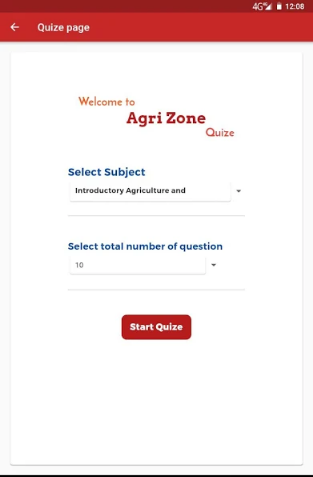 4G 12:08
Quize page
Welcome to
Agri Zone
Quize
Select Subject
Introductory Agriculture and
Select total number of question
10
Start Quize